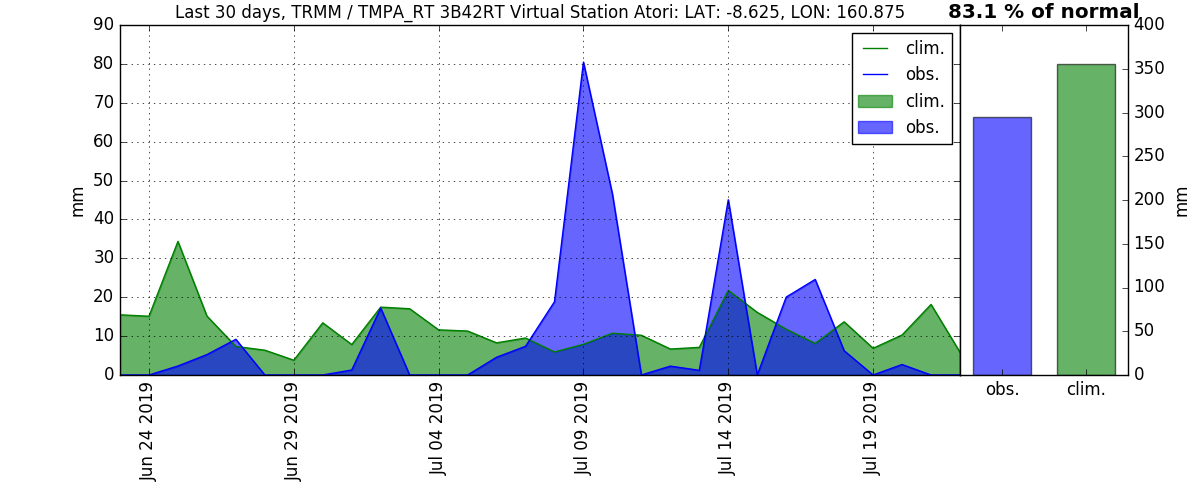 Last 30 days, TRMM / TMPA_RT 3B42RT Virtual Station Atori: LAT: -8.625, LON: 160.875
83.1 % of normal
90
80
70
60
50
40
30
20
10
0
mm
clim.
obs.
clim.
obs.
Jun 24 2019
Jun 29 2019
Jul 04 2019
Jul 09 2019
Jul 14 2019
Jul 19 2019
400
350
300
250
200
150
100
50
0
mm
obs.
clim.